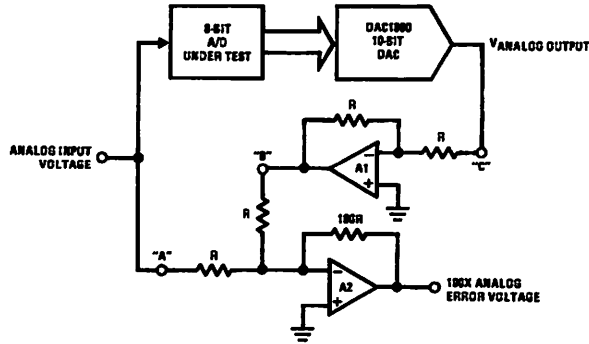 8-BIT
A/D
UNDER TEST
DAC1000
10-BIT
DAC
VANALOG OUTPUT
R
ANALOG INPUT
VOLTAGE
"B"
A1
−
+
R
"C"
R
"A"
R
100R
−
+
A2
100X ANALOG
ERROR VOLTAGE